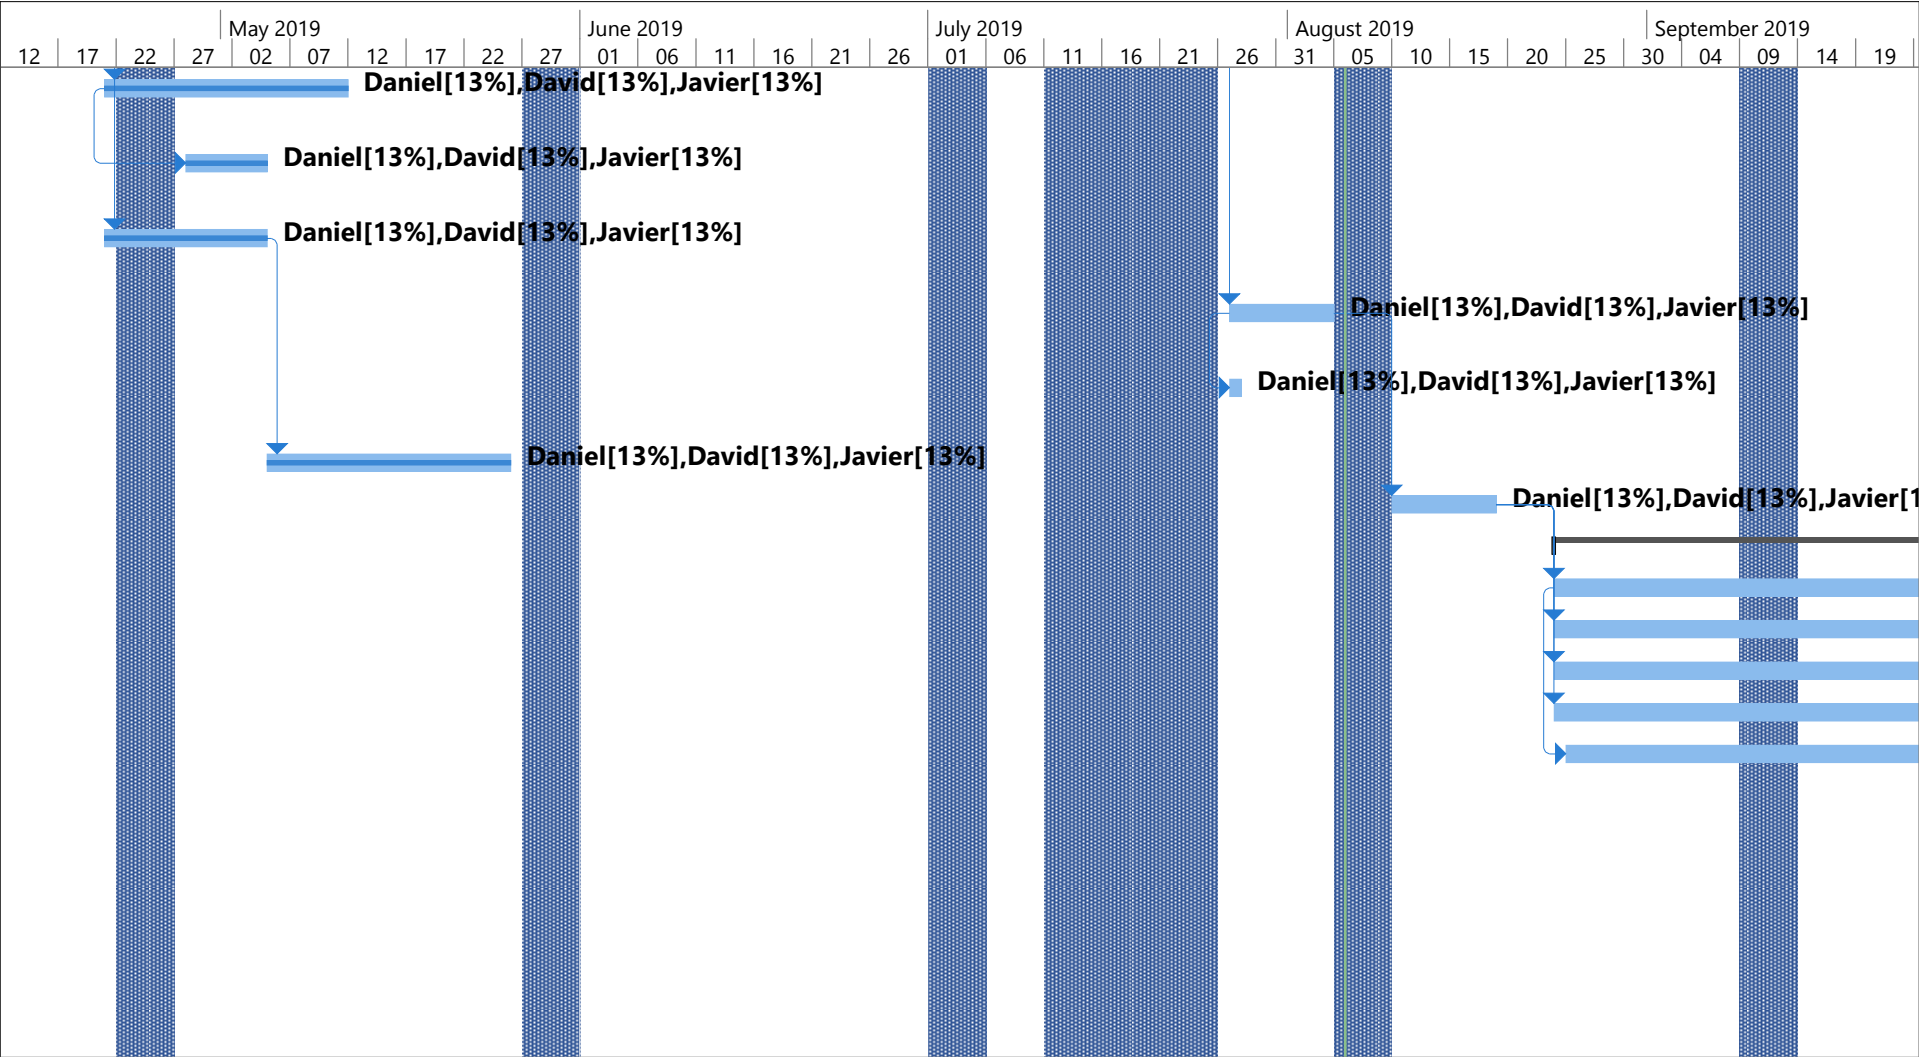 May 2019 June 2019 July 2019 August 2019 September 2019
12 17 22 27 02 07 12 17 22 27 01 06 11 16 21 26 01 06 11 16 21 26 31 05 10 15 20 25 30 04 09 14 19
Daniel[13%],David[13%],Javier[13%]
Daniel[13%],David[13%],Javier[13%]
Daniel[13%],David[13%],Javier[13%]
Daniel[13%],David[13%],Javier[13%]
Daniel[13%],David[13%],Javier[13%]
Daniel[13%],David[13%],Javier[13%]
Daniel[13%],David[13%],Javier[1